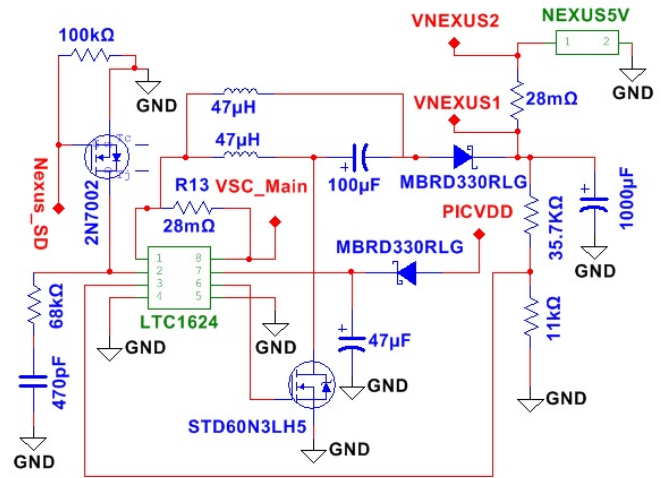 NEXUS5V
VNEXUS2
1 2
100kΩ
GND
GND
47µH
28mΩ
VNEXUS1
47µH
Tc
Tj
Nexus_SD
2N7002
R13
VSC_Main
100µF
MBRD330RLG
1000µF
28mΩ
PICVDD
35.7KΩ
MBRD330RLG
GND
1 8
2 7
3 6
4 5
68kΩ
LTC1624
11kΩ
GND
GND
47µF
470pF
GND
GND
STD60N3LH5
GND
GND